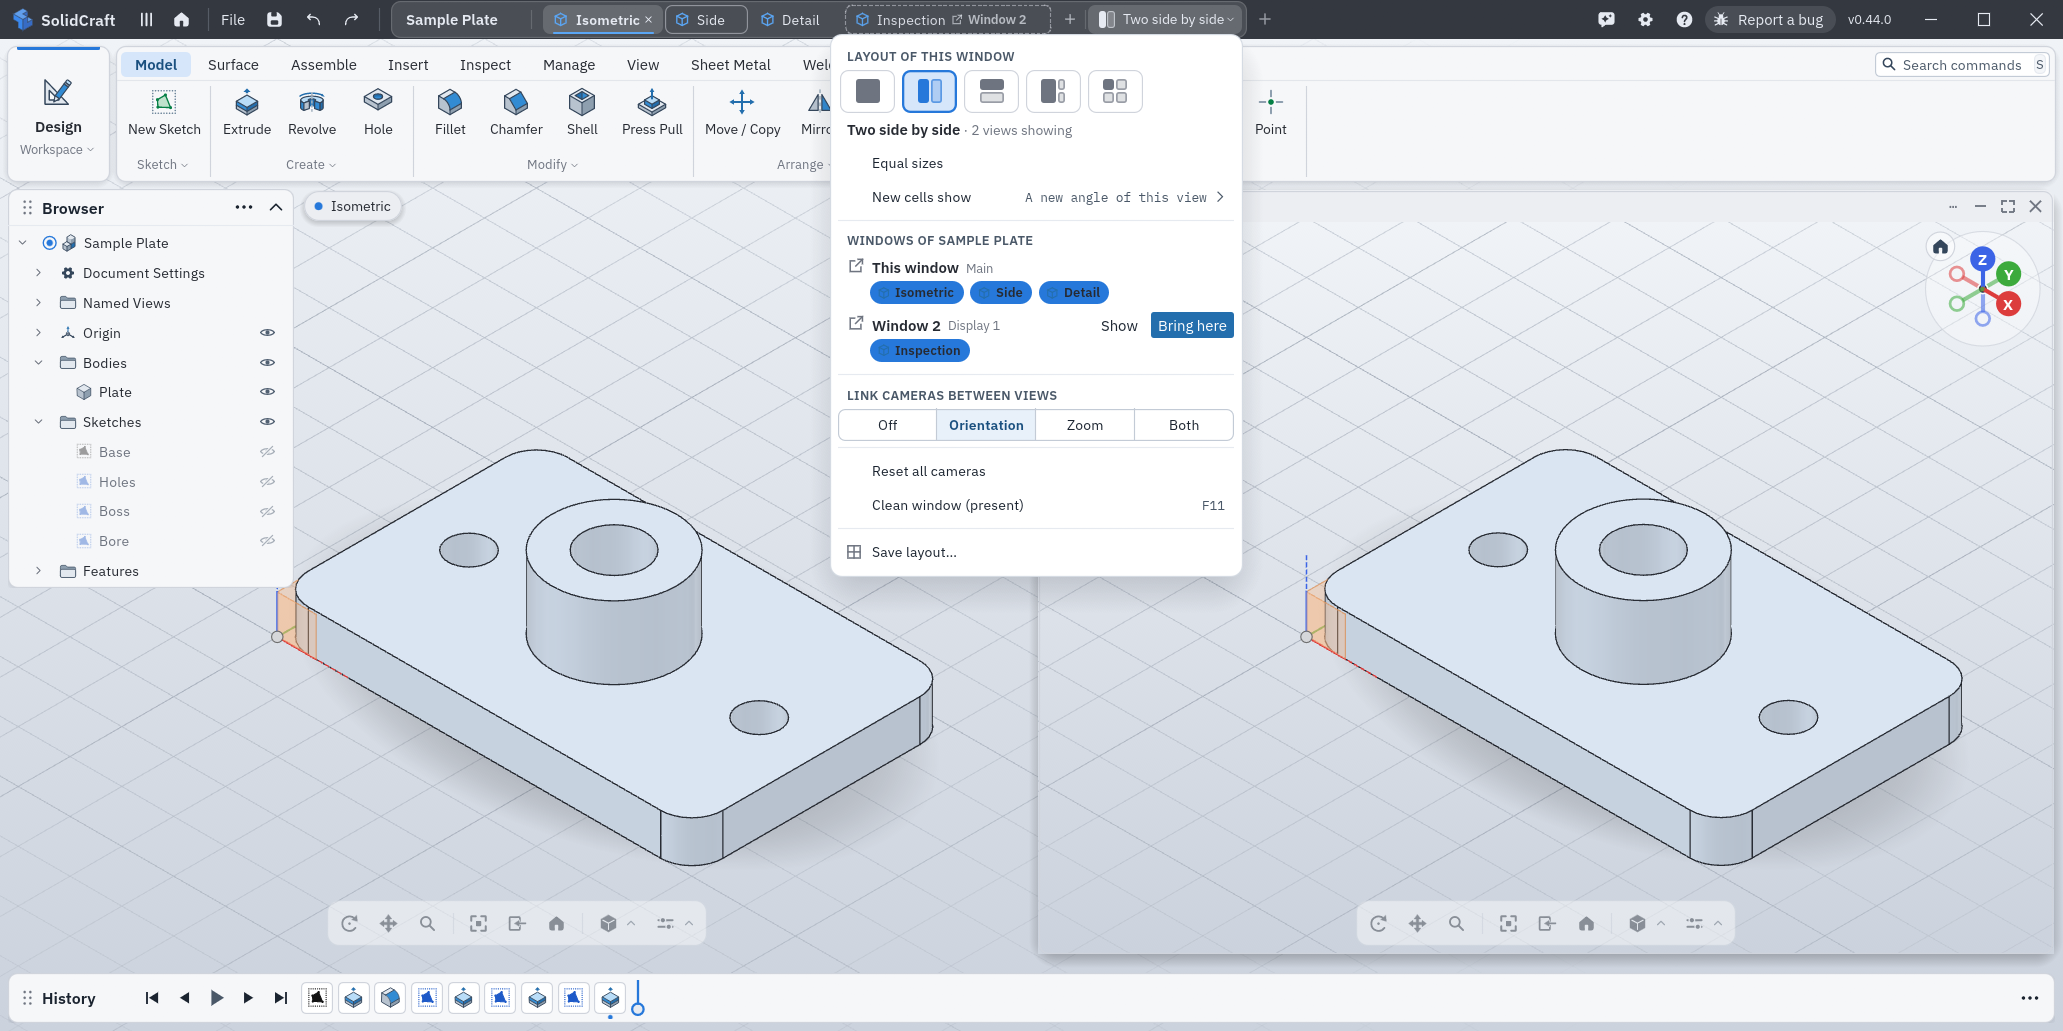 SolidCraft
File
Sample Plate
Isometric
Side
Detail
Inspection Window 2
Two side by side
Report a bug
v0.44.0
Design
Workspace
Model
Surface
Assemble
Insert
Inspect
Manage
View
Sheet Metal
Wel
Search commands S
New Sketch
Extrude
Revolve
Hole
Fillet
Chamfer
Shell
Press Pull
Move / Copy
Mirro
Point
Sketch
Create
Modify
Arrange
LAYOUT OF THIS WINDOW
Two side by side · 2 views showing
Equal sizes
New cells show A new angle of this view
WINDOWS OF SAMPLE PLATE
This window Main
Isometric Side Detail
Window 2 Display 1 Show Bring here
Inspection
LINK CAMERAS BETWEEN VIEWS
Off Orientation Zoom Both
Reset all cameras
Clean window (present) F11
Save layout...
Browser
Sample Plate
Document Settings
Named Views
Origin
Bodies
Plate
Sketches
Base
Holes
Boss
Bore
Features
Isometric
Z
Y
X
History